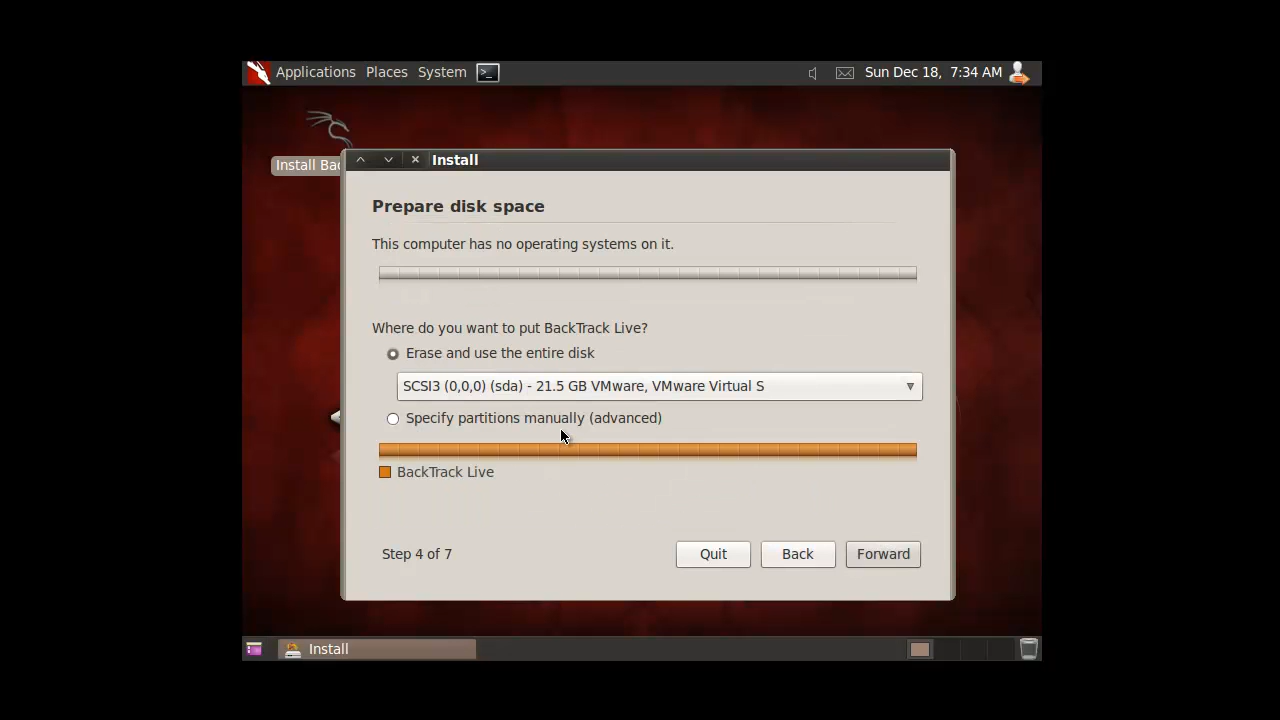 Applications Places System Sun Dec 18, 7:34 AM
Install
Install
Prepare disk space
This computer has no operating systems on it.
Where do you want to put BackTrack Live?
Erase and use the entire disk
SCSI3 (0,0,0) (sda) - 21.5 GB VMware, VMware Virtual S
Specify partitions manually (advanced)
BackTrack Live
Step 4 of 7 Quit Back Forward
Install